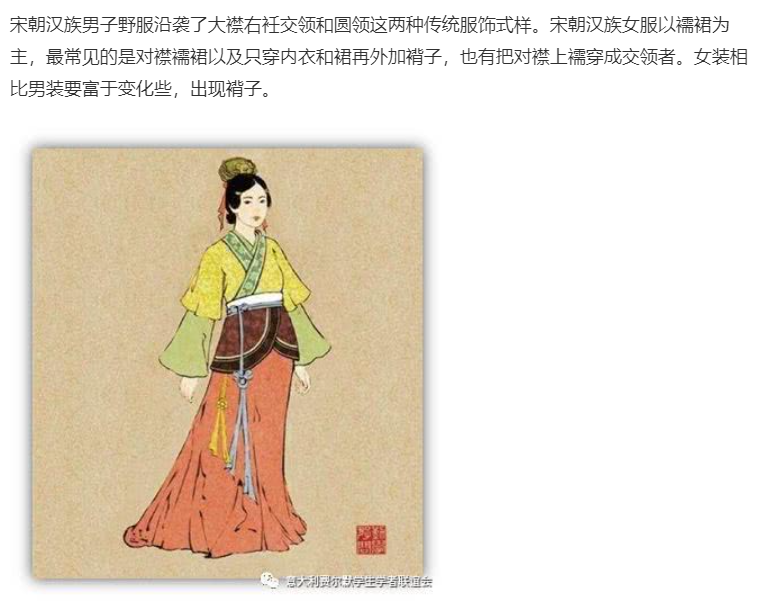 宋朝汉族男子野服沿袭了大襟右衽交领和圆领这两种传统服饰式样。宋朝汉族女服以襦裙为
主，最常见的是对襟襦裙以及只穿内衣和裙再外加褙子，也有把对襟上襦穿成交领者。女装相
比男装要富于变化些，出现褙子。
意大利费尔默学生学者联谊会